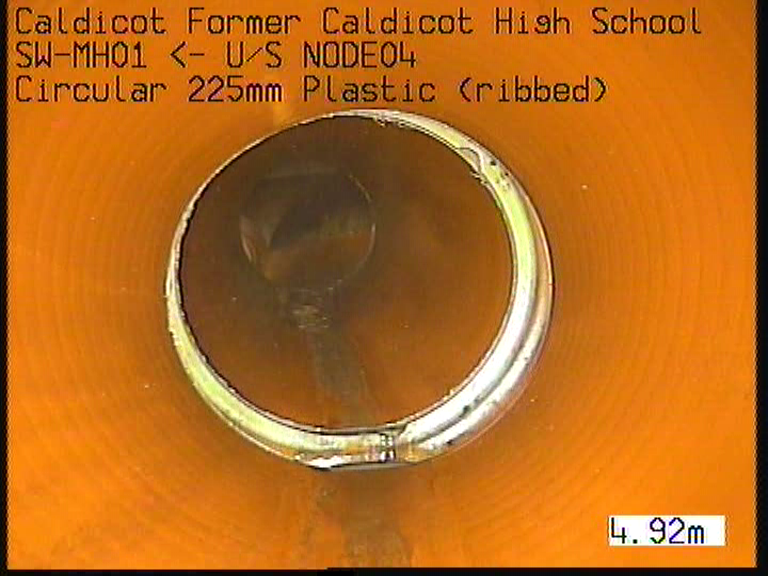 Caldicot Former Caldicot High School
SW-MH01 <- U/S NODE04
Circular 225mm Plastic (ribbed)
4.92m